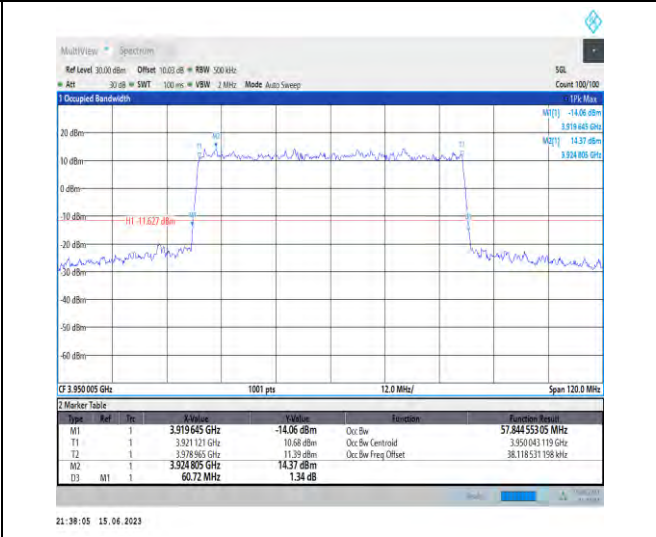 MultiView Spectrum
Ref Level 30.00 dBm Offset 10.03 dB RBW 500 kHz SGL
Att 30 dB SWT 100 ms VBW 2 MHz Mode Auto Sweep Count 100/100
1 Occupied Bandwidth 1Pk Max
M1[1] -14.06 dBm
3.919 645 GHz
M2[1] 14.37 dBm
3.924 805 GHz
20 dBm
M2
T1
T2
10 dBm
0 dBm
-10 dBm
H1 -11.627 dBm
-20 dBm
-30 dBm
-40 dBm
-50 dBm
-60 dBm
CF 3.950 005 GHz 1001 pts 12.0 MHz/ Span 120.0 MHz
2 Marker Table
Type Ref Trc X-Value Y-Value Function Function Result
M1 1 3.919 645 GHz -14.06 dBm Occ Bw 57.844 553 05 MHz
T1 1 3.921 121 GHz 10.68 dBm Occ Bw Centroid 3.950 043 119 GHz
T2 1 3.978 965 GHz 11.39 dBm Occ Bw Freq Offset 38.118 531 198 kHz
M2 1 3.924 805 GHz 14.37 dBm
D3 M1 1 60.72 MHz 1.34 dB
21:38:05 15.06.2023